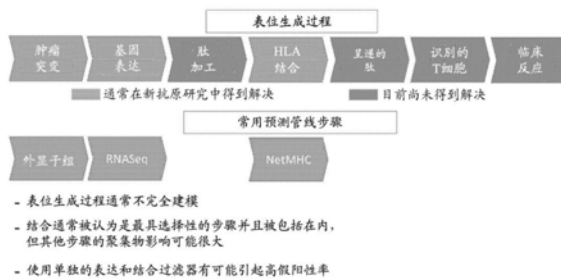 表位生成过程
肿瘤
突变
基因
表达
肽
加工
HLA
结合
呈递的
肽
识别的
T细胞
临床
反应
通常在新抗原研究中得到解决
目前尚未得到解决
常用预测管线步骤
外显子组
RNASeq
NetMHC
- 表位生成过程通常不完全建模
- 结合通常被认为是最具选择性的步骤并且被包括在内,
但其他步骤的聚集物影响可能很大
- 使用单独的表达和结合过滤器有可能引起高假阳性率